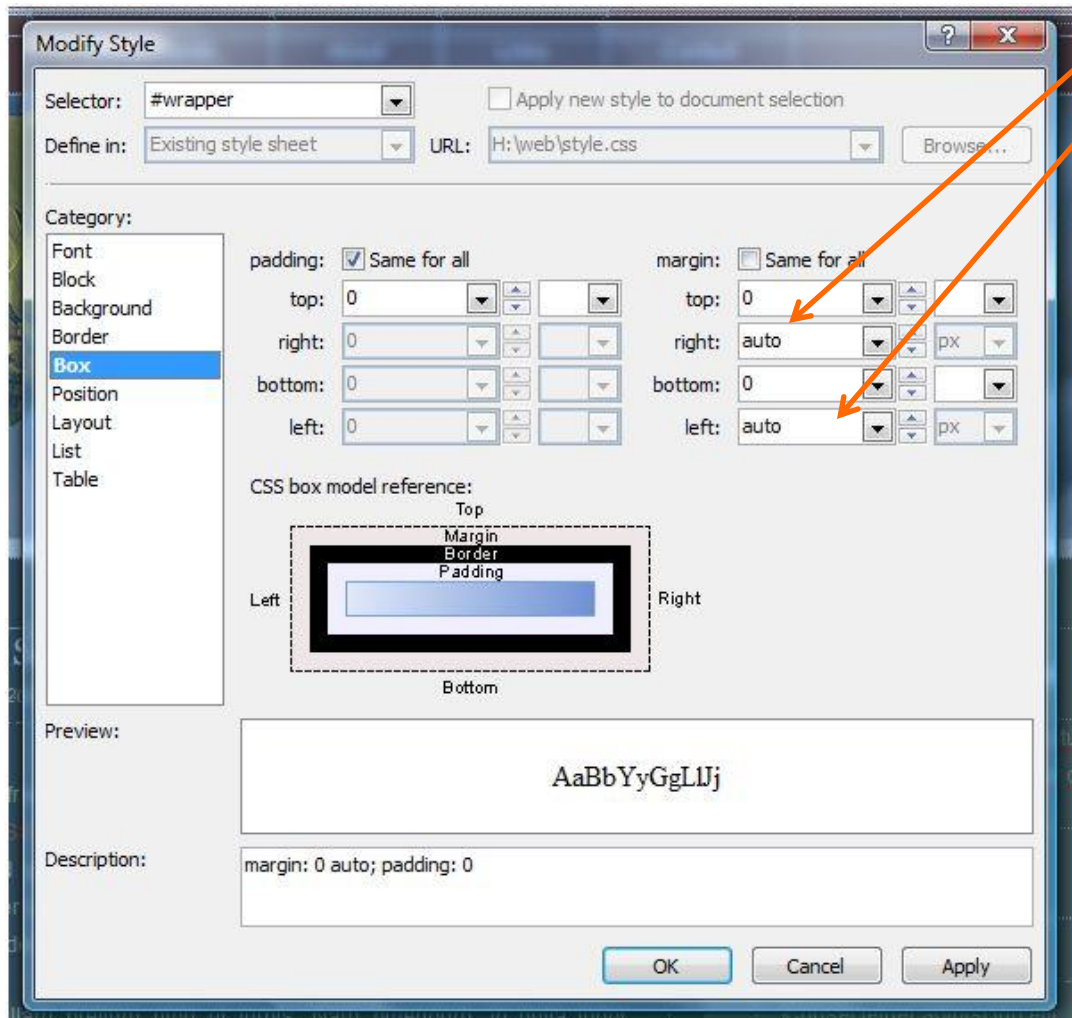 Modify Style
?
X
Selector: #wrapper Apply new style to document selection
Define in: Existing style sheet URL: H:\web\style.css Browse...
Category:
Font
Block
Background
Border
Box
Position
Layout
List
Table
padding: Same for all margin: Same for all
top: 0 top: 0
right: 0 right: auto px
bottom: 0 bottom: 0
left: 0 left: auto px
CSS box model reference:
Top
Margin
Border
Padding
Left Right
Bottom
Preview:
AaBbYyGgLlJj
Description: margin: 0 auto; padding: 0
OK Cancel Apply